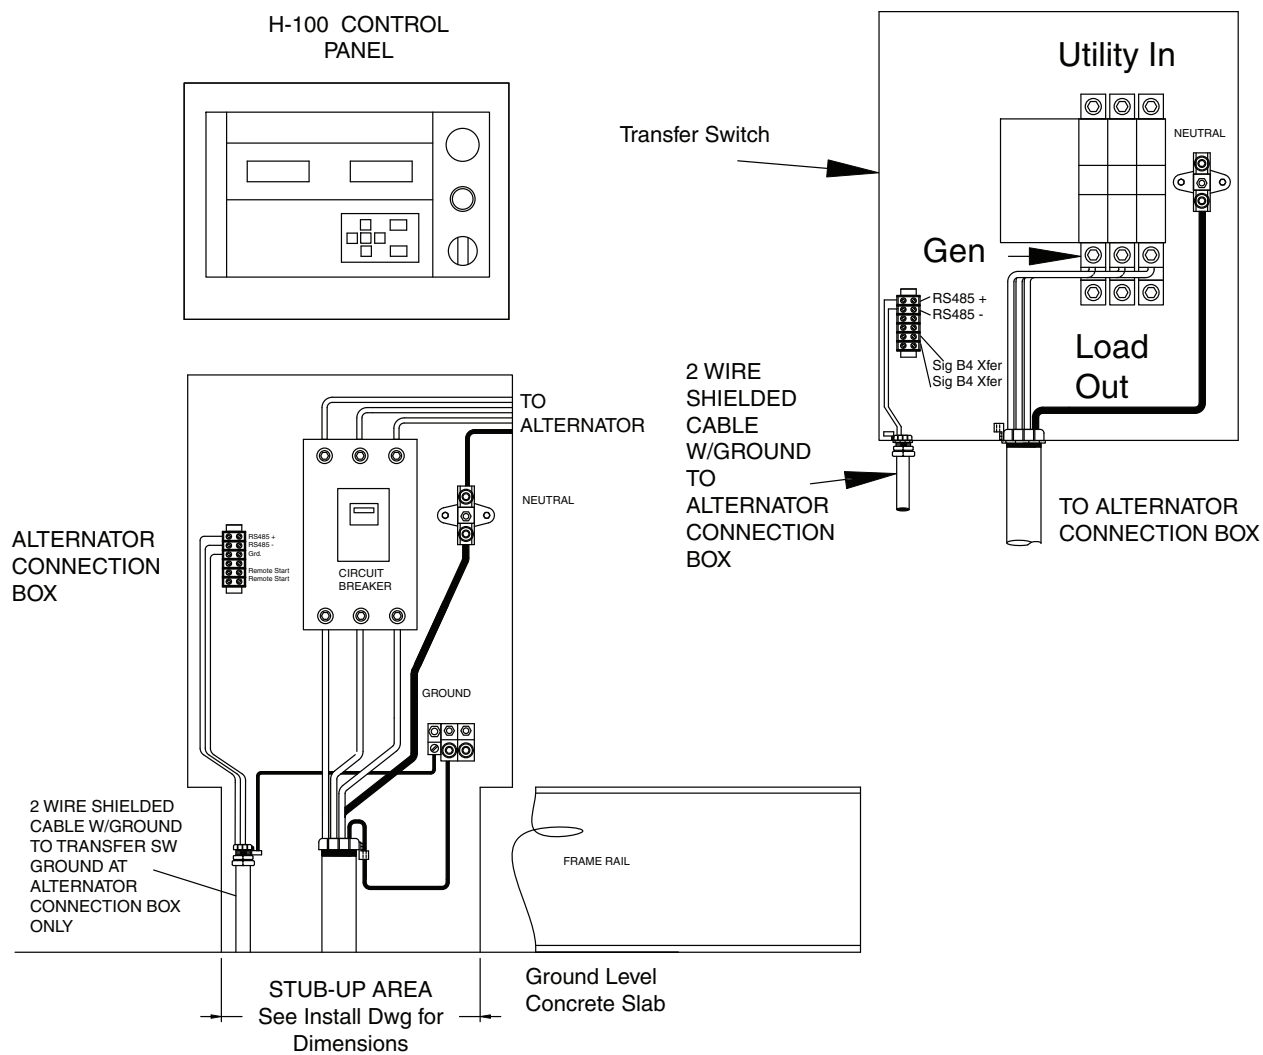 H-100 CONTROL
PANEL
Utility In
Transfer Switch
NEUTRAL
Gen
RS485 +
RS485 -
Sig B4 Xfer
Sig B4 Xfer
Load
Out
2 WIRE
SHIELDED
CABLE
W/GROUND
TO
ALTERNATOR
CONNECTION
BOX
TO ALTERNATOR
CONNECTION BOX
TO
ALTERNATOR
NEUTRAL
ALTERNATOR
CONNECTION
BOX
RS485 +
RS485 -
Grd.
Remote Start
Remote Start
CIRCUIT
BREAKER
GROUND
2 WIRE SHIELDED
CABLE W/GROUND
TO TRANSFER SW
GROUND AT
ALTERNATOR
CONNECTION BOX
ONLY
FRAME RAIL
STUB-UP AREA
See Install Dwg for
Dimensions
Ground Level
Concrete Slab